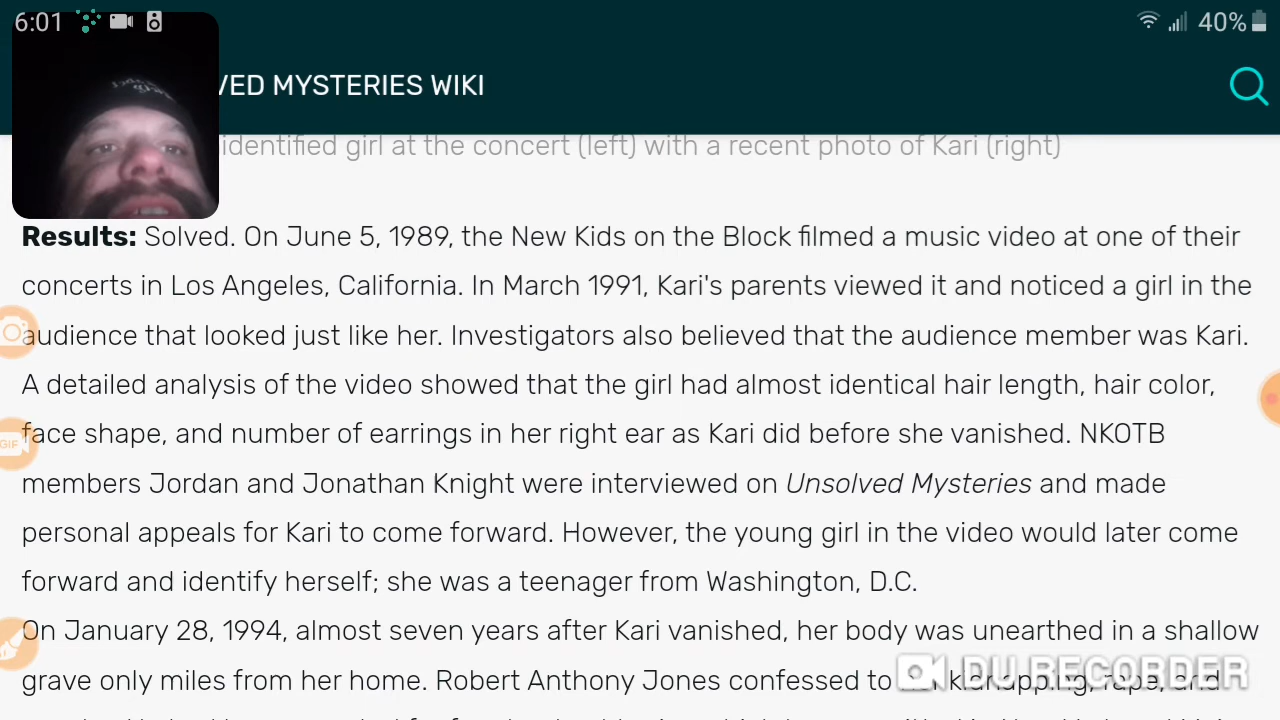 6:01
40%
VED MYSTERIES WIKI
identified girl at the concert (left) with a recent photo of Kari (right)
Results: Solved. On June 5, 1989, the New Kids on the Block filmed a music video at one of their
concerts in Los Angeles, California. In March 1991, Kari's parents viewed it and noticed a girl in the
audience that looked just like her. Investigators also believed that the audience member was Kari.
A detailed analysis of the video showed that the girl had almost identical hair length, hair color,
GIF
face shape, and number of earrings in her right ear as Kari did before she vanished. NKOTB
members Jordan and Jonathan Knight were interviewed on Unsolved Mysteries and made
personal appeals for Kari to come forward. However, the young girl in the video would later come
forward and identify herself; she was a teenager from Washington, D.C.
On January 28, 1994, almost seven years after Kari vanished, her body was unearthed in a shallow
grave only miles from her home. Robert Anthony Jones confessed to her kidnapping, rape, and
DU RECORDER